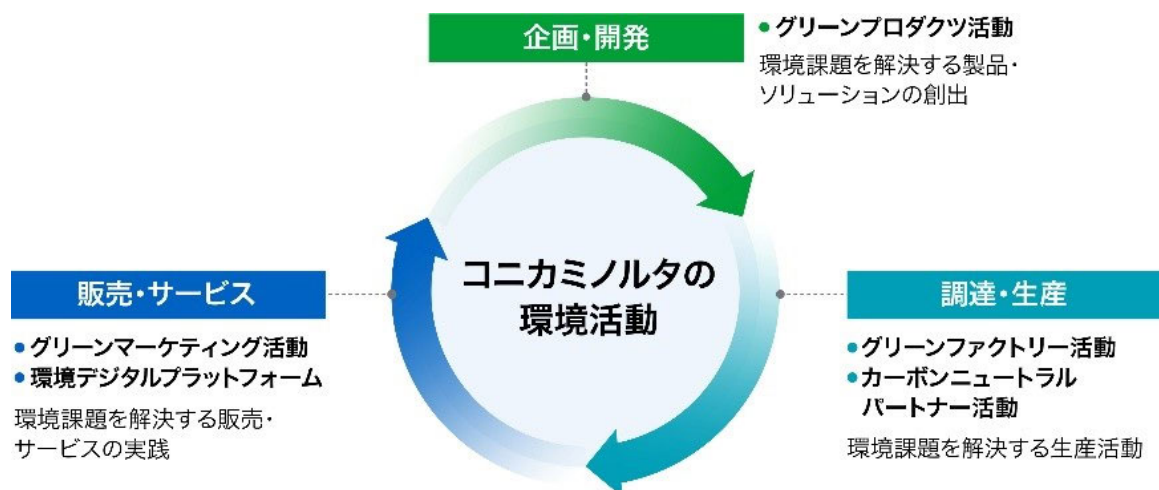 企画・開発
● グリーンプロダクツ活動
環境課題を解決する製品・
ソリューションの創出
コニカミノルタの
環境活動
販売・サービス
● グリーンマーケティング活動
● 環境デジタルプラットフォーム
環境課題を解決する販売・
サービスの実践
調達・生産
● グリーンファクトリー活動
● カーボンニュートラル
パートナー活動
環境課題を解決する生産活動